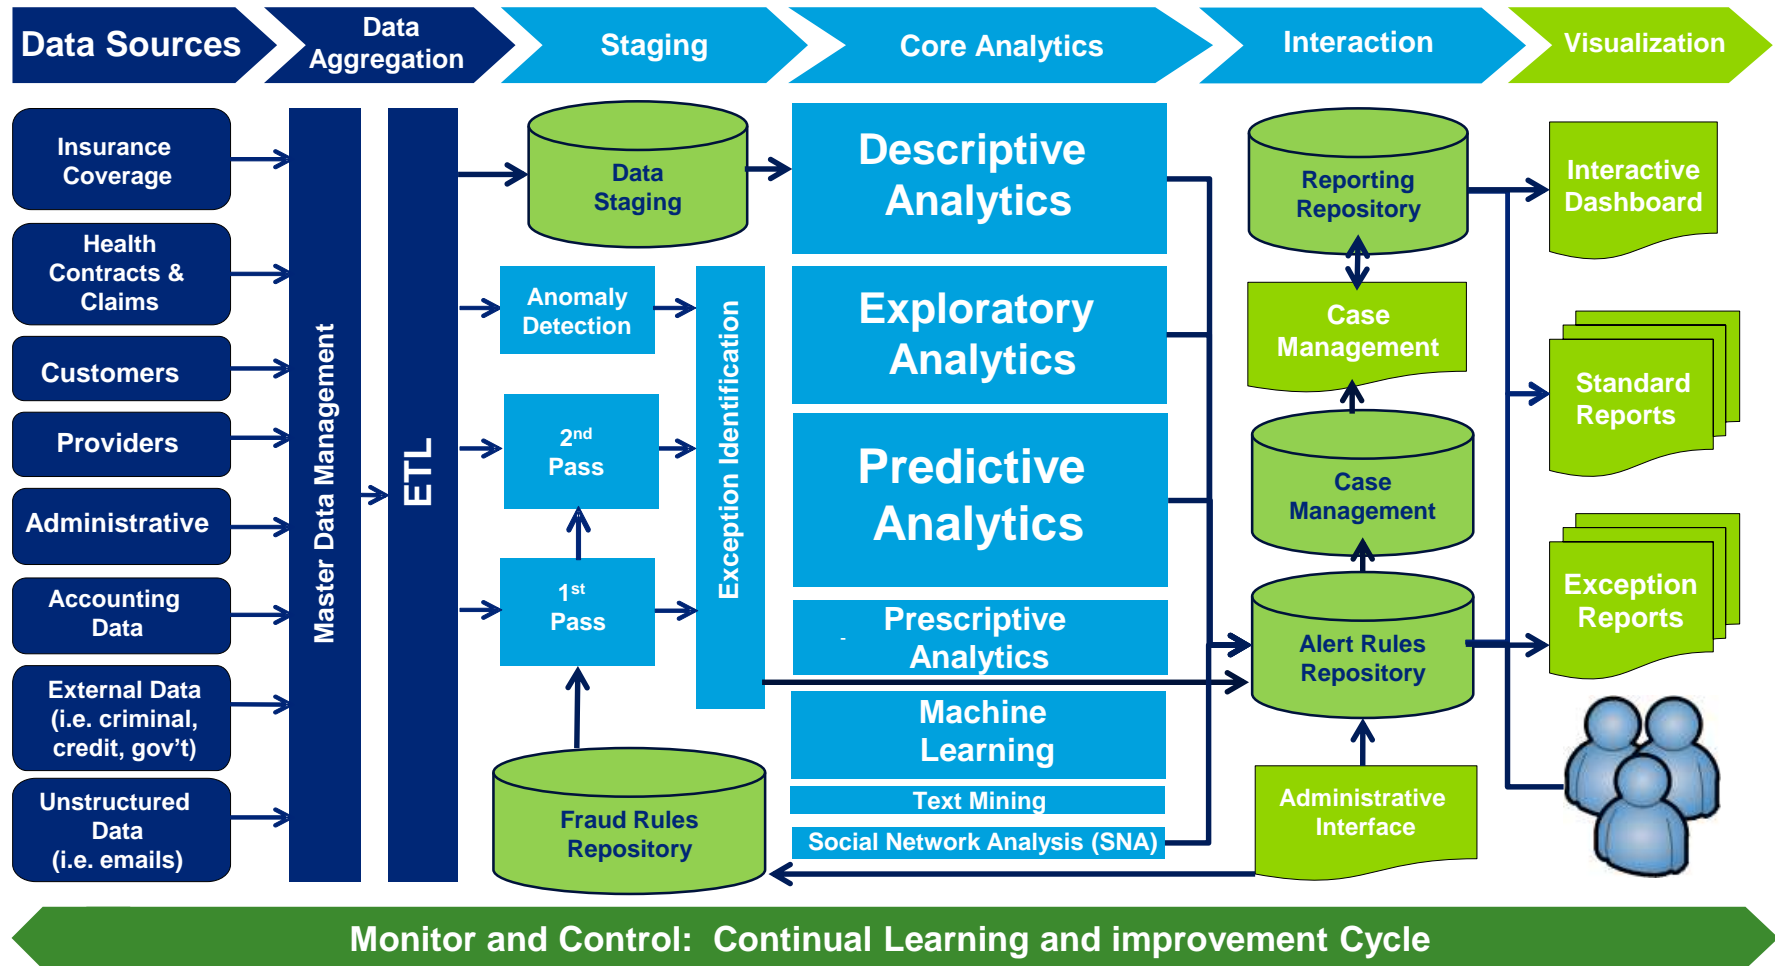 Data Sources
Data
Aggregation
Staging
Core Analytics
Interaction
Visualization
Insurance
Coverage
Health
Contracts &
Claims
Customers
Providers
Administrative
Accounting
Data
External Data
(i.e. criminal,
credit, gov't)
Unstructured
Data
(i.e. emails)
Master Data Management
ETL
Data
Staging
Anomaly
Detection
2nd
Pass
1st
Pass
Fraud Rules
Repository
Exception Identification
Descriptive
Analytics
Exploratory
Analytics
Predictive
Analytics
Prescriptive
- Analytics
Machine
Learning
Text Mining
Social Network Analysis (SNA)
Reporting
Repository
Case
Management
Case
Management
Alert Rules
Repository
Administrative
Interface
Interactive
Dashboard
Standard
Reports
Exception
Reports
Monitor and Control:  Continual Learning and improvement Cycle